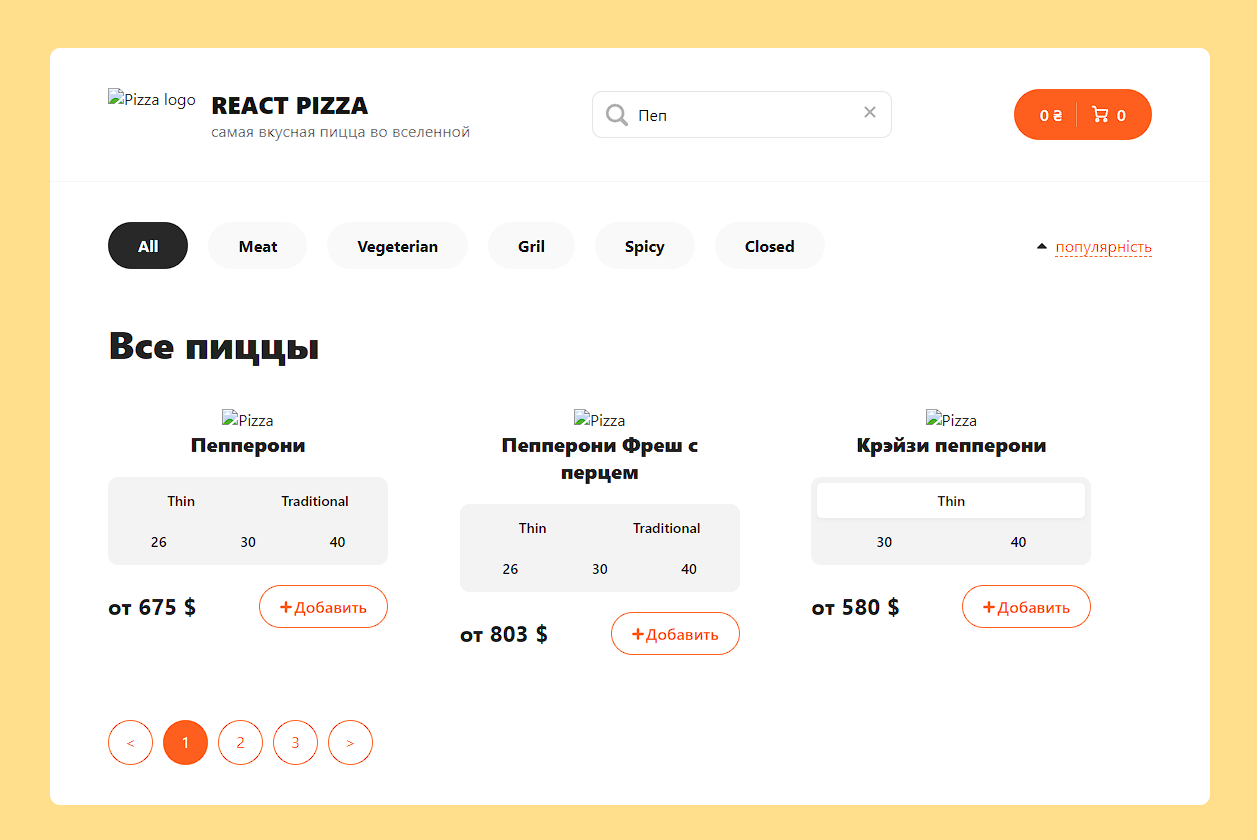 Pizza logo
REACT PIZZA
самая вкусная пицца во вселенной
Пеп
0 ₴
0
All
Meat
Vegeterian
Gril
Spicy
Closed
популярність
Все пиццы
Pizza
Пепперони
Thin Traditional
26 30 40
от 675 $
+Добавить
Pizza
Пепперони Фреш с
перцем
Thin Traditional
26 30 40
от 803 $
+Добавить
Pizza
Крэйзи пепперони
Thin
30 40
от 580 $
+Добавить
< 1 2 3 >